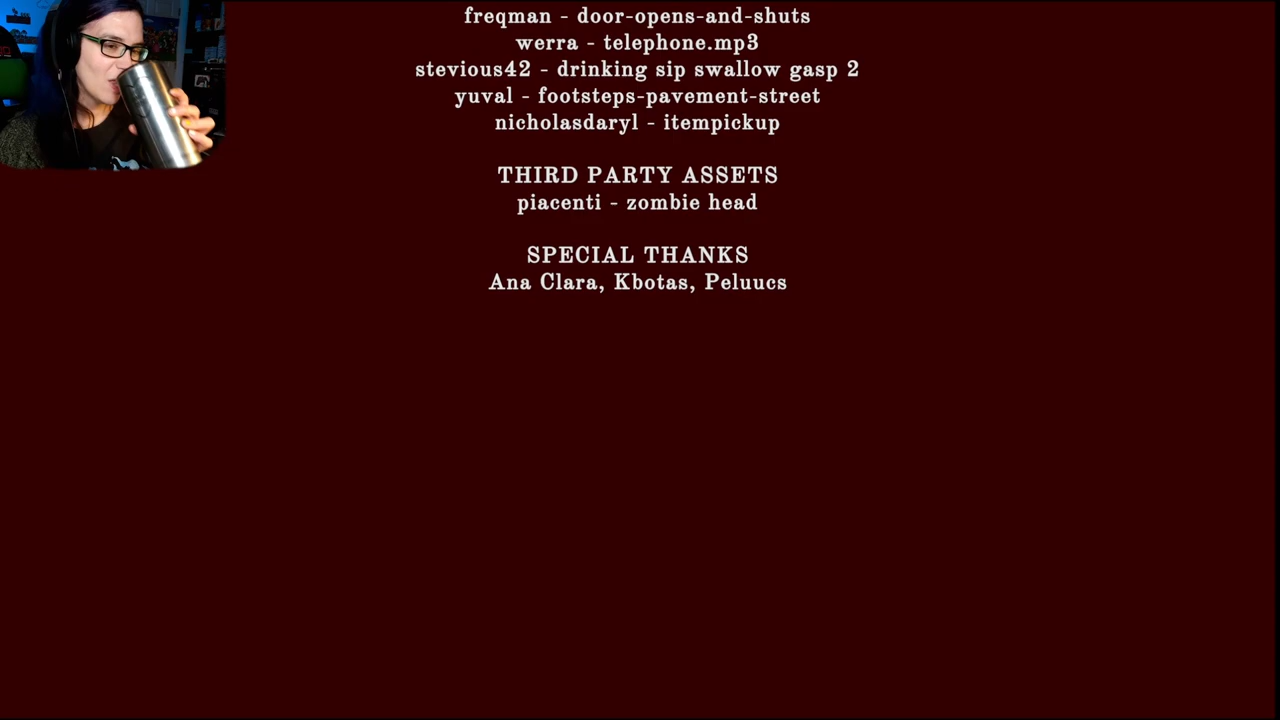 freqman - door-opens-and-shuts
werra - telephone.mp3
stevious42 - drinking sip swallow gasp 2
yuval - footsteps-pavement-street
nicholasdaryl - itempickup
THIRD PARTY ASSETS
piacenti - zombie head
SPECIAL THANKS
Ana Clara, Kbotas, Peluucs